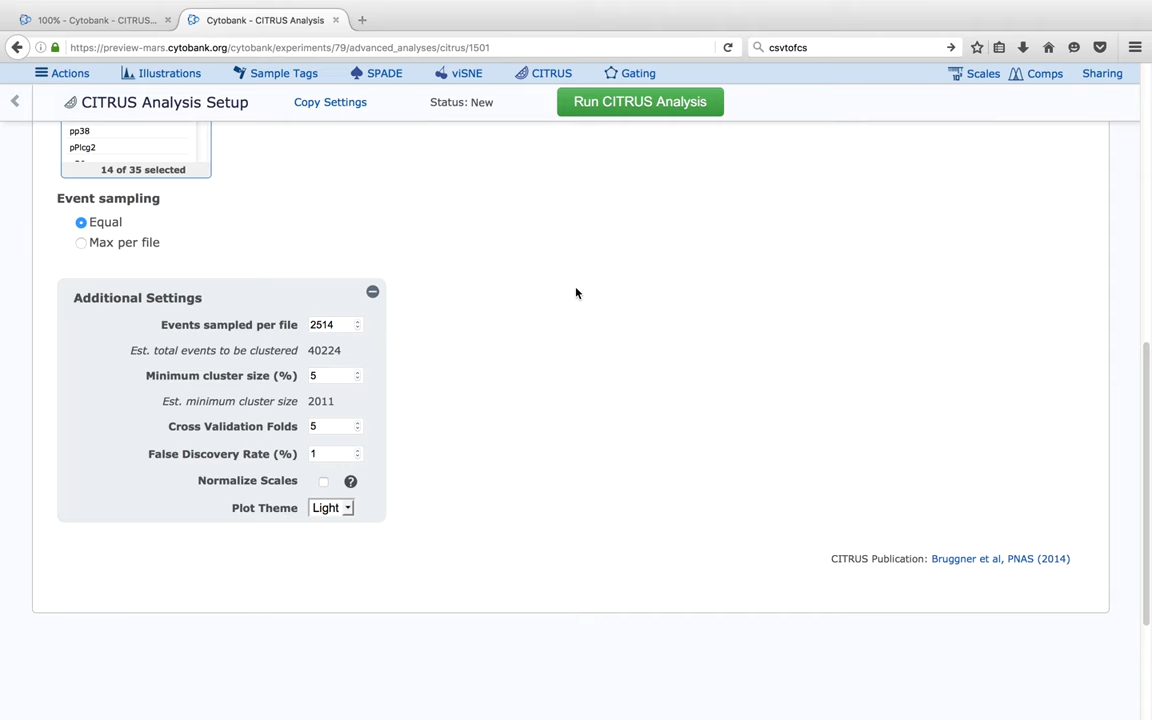 100% - Cytobank - CITRUS... ×
Cytobank - CITRUS Analysis × +
https://preview-mars.cytobank.org/cytobank/experiments/79/advanced_analyses/citrus/1501
csvtofcs
Actions Illustrations Sample Tags SPADE viSNE CITRUS Gating Scales Comps Sharing
CITRUS Analysis Setup Copy Settings Status: New Run CITRUS Analysis
pp38
pPlcg2
14 of 35 selected
Event sampling
Equal
Max per file
Additional Settings
Events sampled per file 2514
Est. total events to be clustered 40224
Minimum cluster size (%) 5
Est. minimum cluster size 2011
Cross Validation Folds 5
False Discovery Rate (%) 1
Normalize Scales ?
Plot Theme Light
CITRUS Publication: Bruggner et al, PNAS (2014)